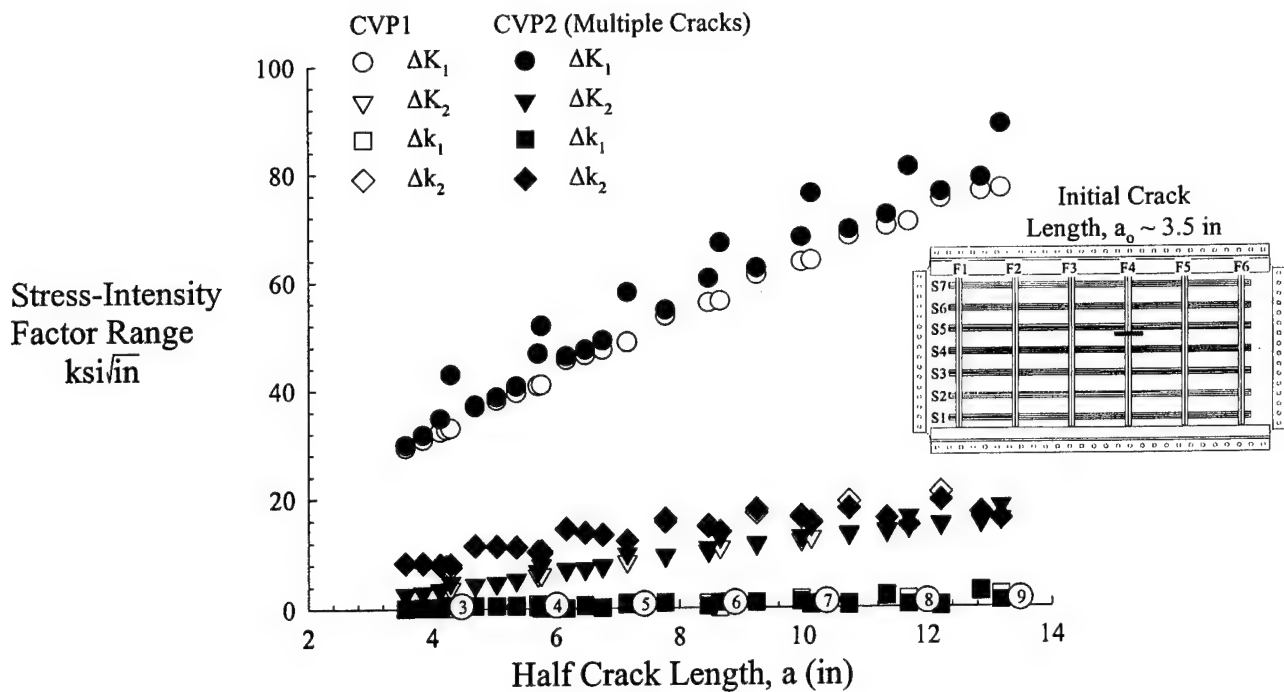 CVP1 CVP2 (Multiple Cracks)
ΔK₁ ΔK₁
ΔK₂ ΔK₂
Δk₁ Δk₁
Δk₂ Δk₂
100
80
60
40
20
0
Stress-Intensity
Factor Range
ksi√in
Initial Crack
Length, aₒ ~ 3.5 in
F1 F2 F3 F4 F5 F6
S7
S6
S5
S4
S3
S2
S1
3 4 5 6 7 8 9
2 4 6 8 10 12 14
Half Crack Length, a (in)